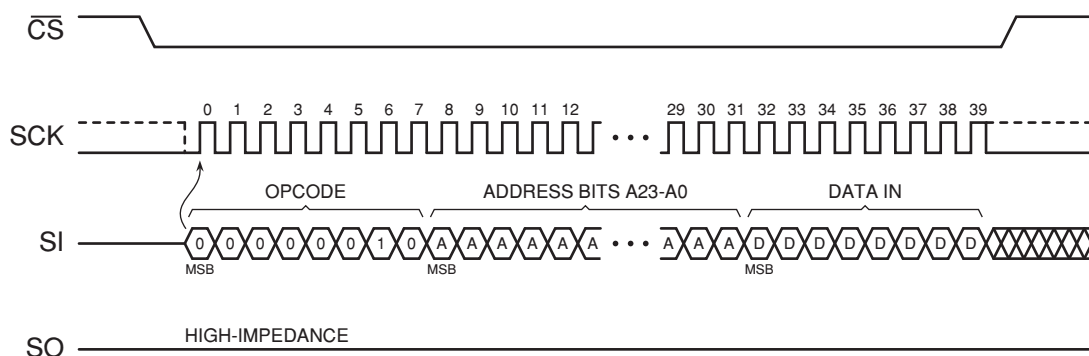 CS
SCK
0 1 2 3 4 5 6 7 8 9 10 11 12 29 30 31 32 33 34 35 36 37 38 39
OPCODE ADDRESS BITS A23-A0 DATA IN
SI
0 0 0 0 0 0 1 0 A A A A A A A A A D D D D D D D D
MSB MSB MSB
HIGH-IMPEDANCE
SO